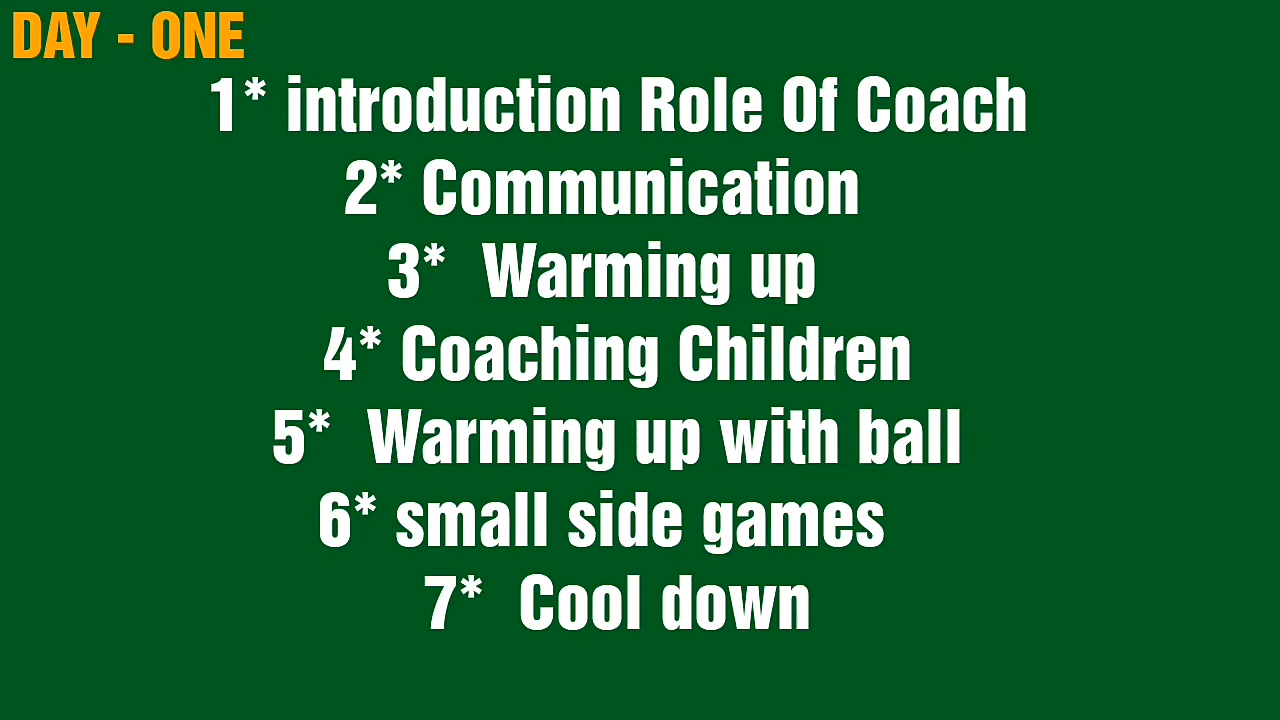 DAY - ONE
1* introduction Role Of Coach
2* Communication
3* Warming up
4* Coaching Children
5* Warming up with ball
6* small side games
7* Cool down